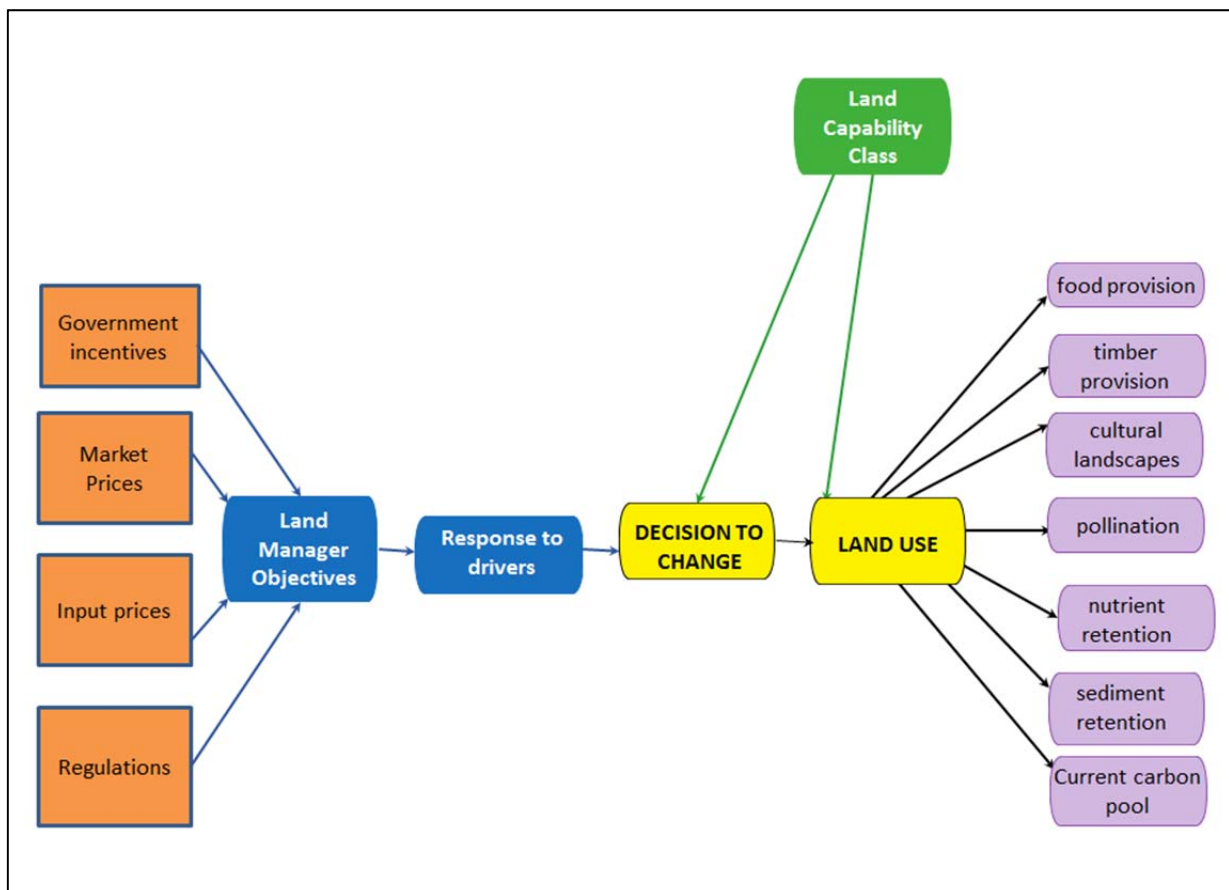 Land
Capability
Class
Government
incentives
Market
Prices
Input prices
Regulations
Land
Manager
Objectives
Response to
drivers
DECISION TO
CHANGE
LAND USE
food provision
timber
provision
cultural
landscapes
pollination
nutrient
retention
sediment
retention
Current carbon
pool